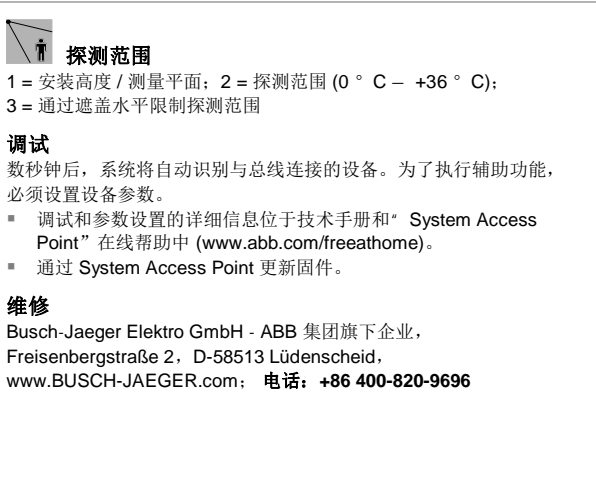 探测范围
1 = 安装高度 / 测量平面；2 = 探测范围 (0 ° C – +36 ° C)；
3 = 通过遮盖水平限制探测范围
调试
数秒钟后，系统将自动识别与总线连接的设备。为了执行辅助功能，
必须设置设备参数。
▪ 调试和参数设置的详细信息位于技术手册和“ System Access
Point”在线帮助中 (www.abb.com/freeathome)。
▪ 通过 System Access Point 更新固件。
维修
Busch-Jaeger Elektro GmbH - ABB 集团旗下企业，
Freisenbergstraße 2，D-58513 Lüdenscheid，
www.BUSCH-JAEGER.com； 电话：+86 400-820-9696